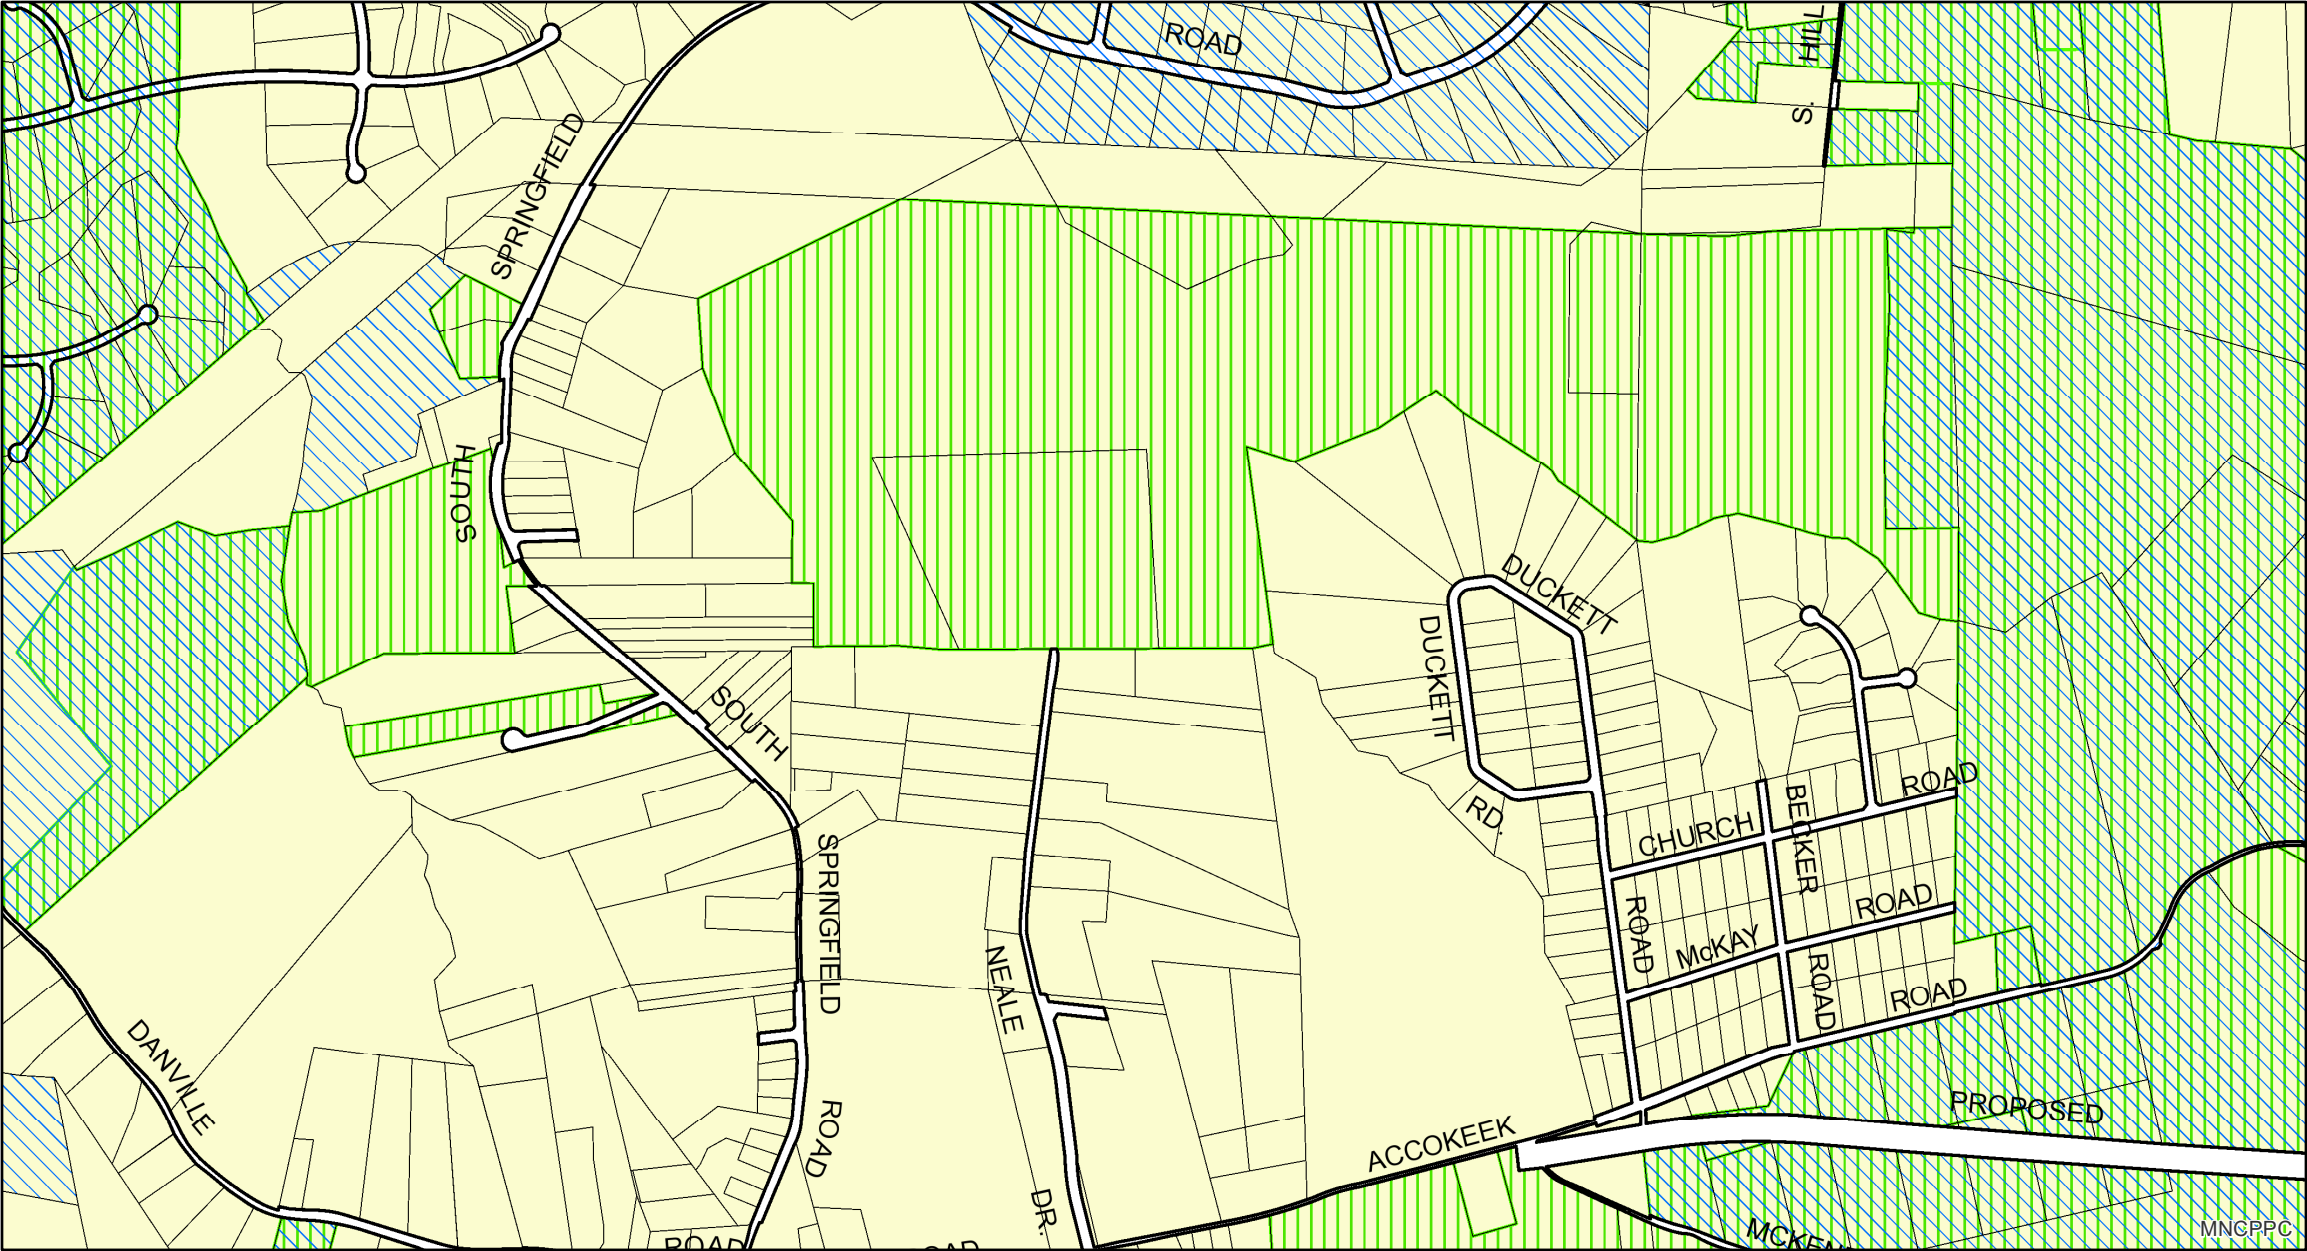 ROAD
S. HILL
SPRINGFIELD
SOUTH
DUCKETT
DUCKETT
RD.
SOUTH
SPRINGFIELD
ROAD
ROAD
CHURCH
BECKER
ROAD
McKAY
ROAD
ROAD
ROAD
NEALE
DR.
DANVILLE
ACCOKEEK
PROPOSED
ROAD
MNCPPC